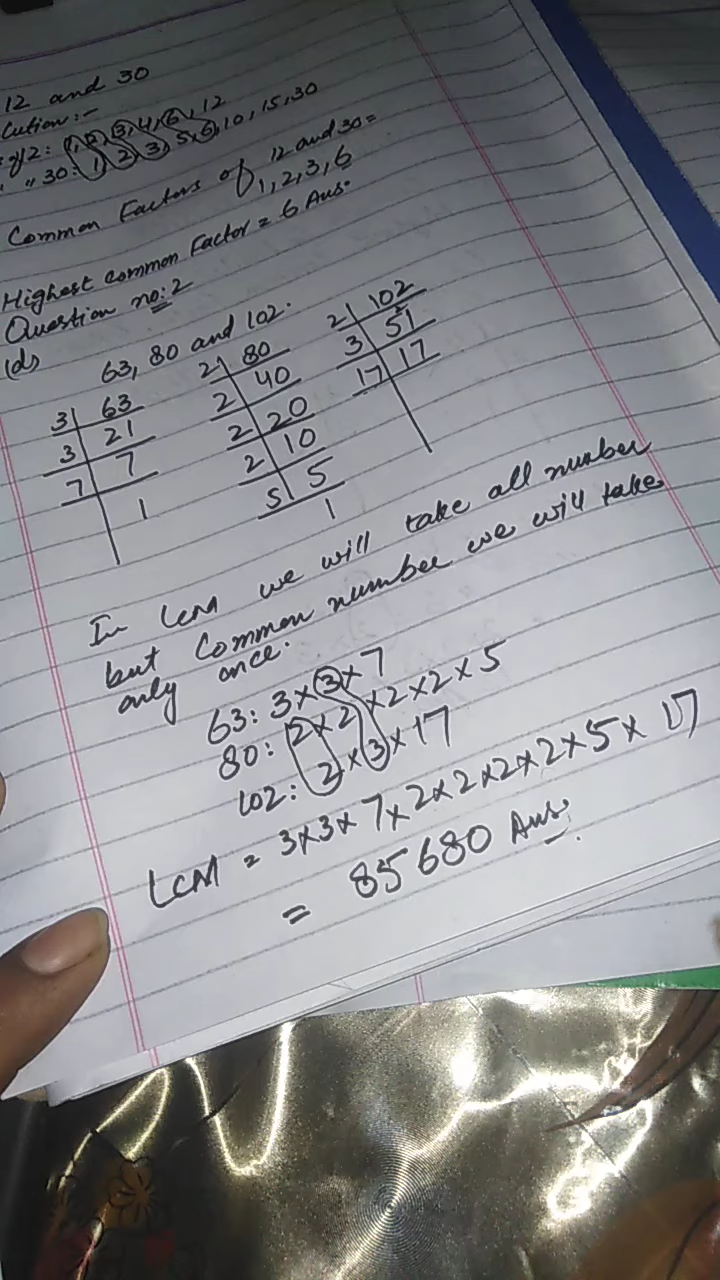 12 and 30
lution:-
of 12: 1, 2, 3, 4, 6, 12
" 30: 1, 2, 3, 5, 6, 10, 15, 30
Common Factors of 12 and 30 =
1, 2, 3, 6
Highest common Factor = 6 Ans.
Question no: 2
(d)
63, 80 and 102.
3 | 63
3 | 21
7 | 7
1
2 | 80
2 | 40
2 | 20
2 | 10
5 | 5
1
2 | 102
3 | 51
17 | 17
In LCM we will take all number
but Common number we will take
only once.
63: 3×3×7
80: 2×2×2×2×5
102: 2×3×17
LCM = 3×3×7×2×2×2×2×5×17
= 85680 Ans.